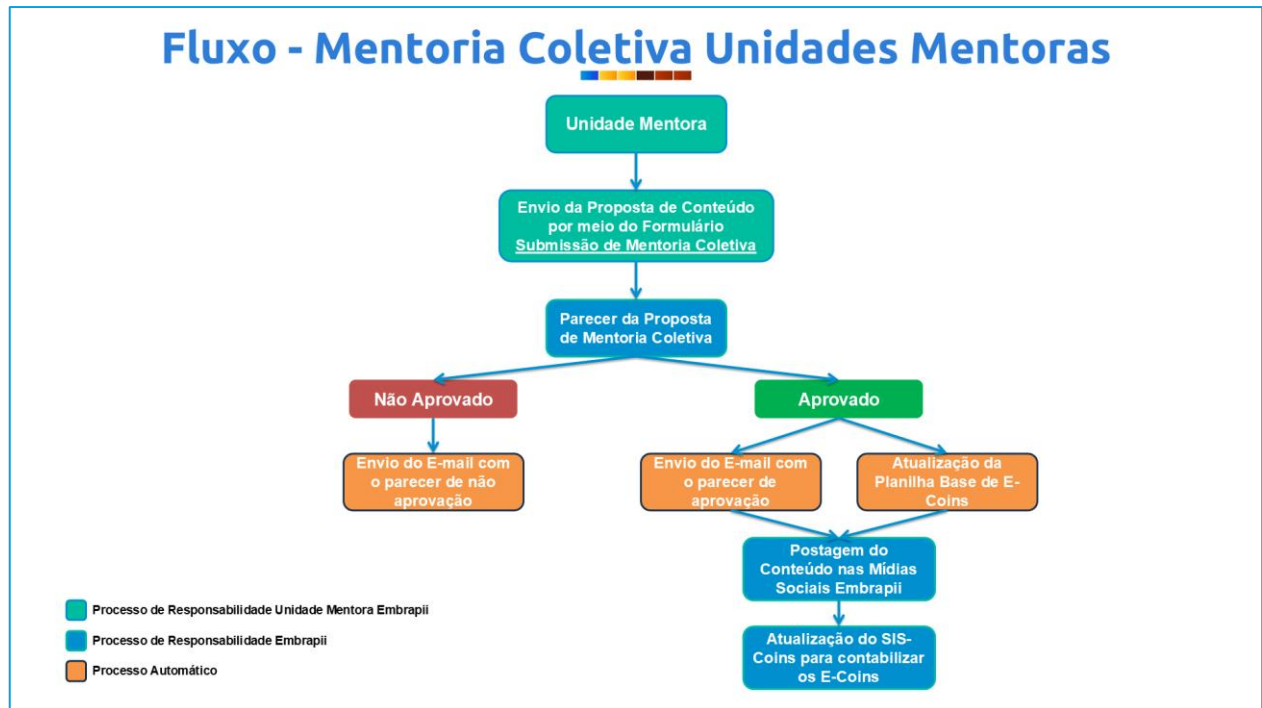 Fluxo - Mentoria Coletiva Unidades Mentoras
Unidade Mentora
Envio da Proposta de Conteúdo
por meio do Formulário
Submissão de Mentoria Coletiva
Parecer da Proposta
de Mentoria Coletiva
Não Aprovado
Aprovado
Envio do E-mail com
o parecer de não
aprovação
Envio do E-mail com
o parecer de
aprovação
Atualização da
Planilha Base de E-
Coins
Postagem do
Conteúdo nas Mídias
Sociais Embrapii
Atualização do SIS-
Coins para contabilizar
os E-Coins
Processo de Responsabilidade Unidade Mentora Embrapii
Processo de Responsabilidade Embrapii
Processo Automático